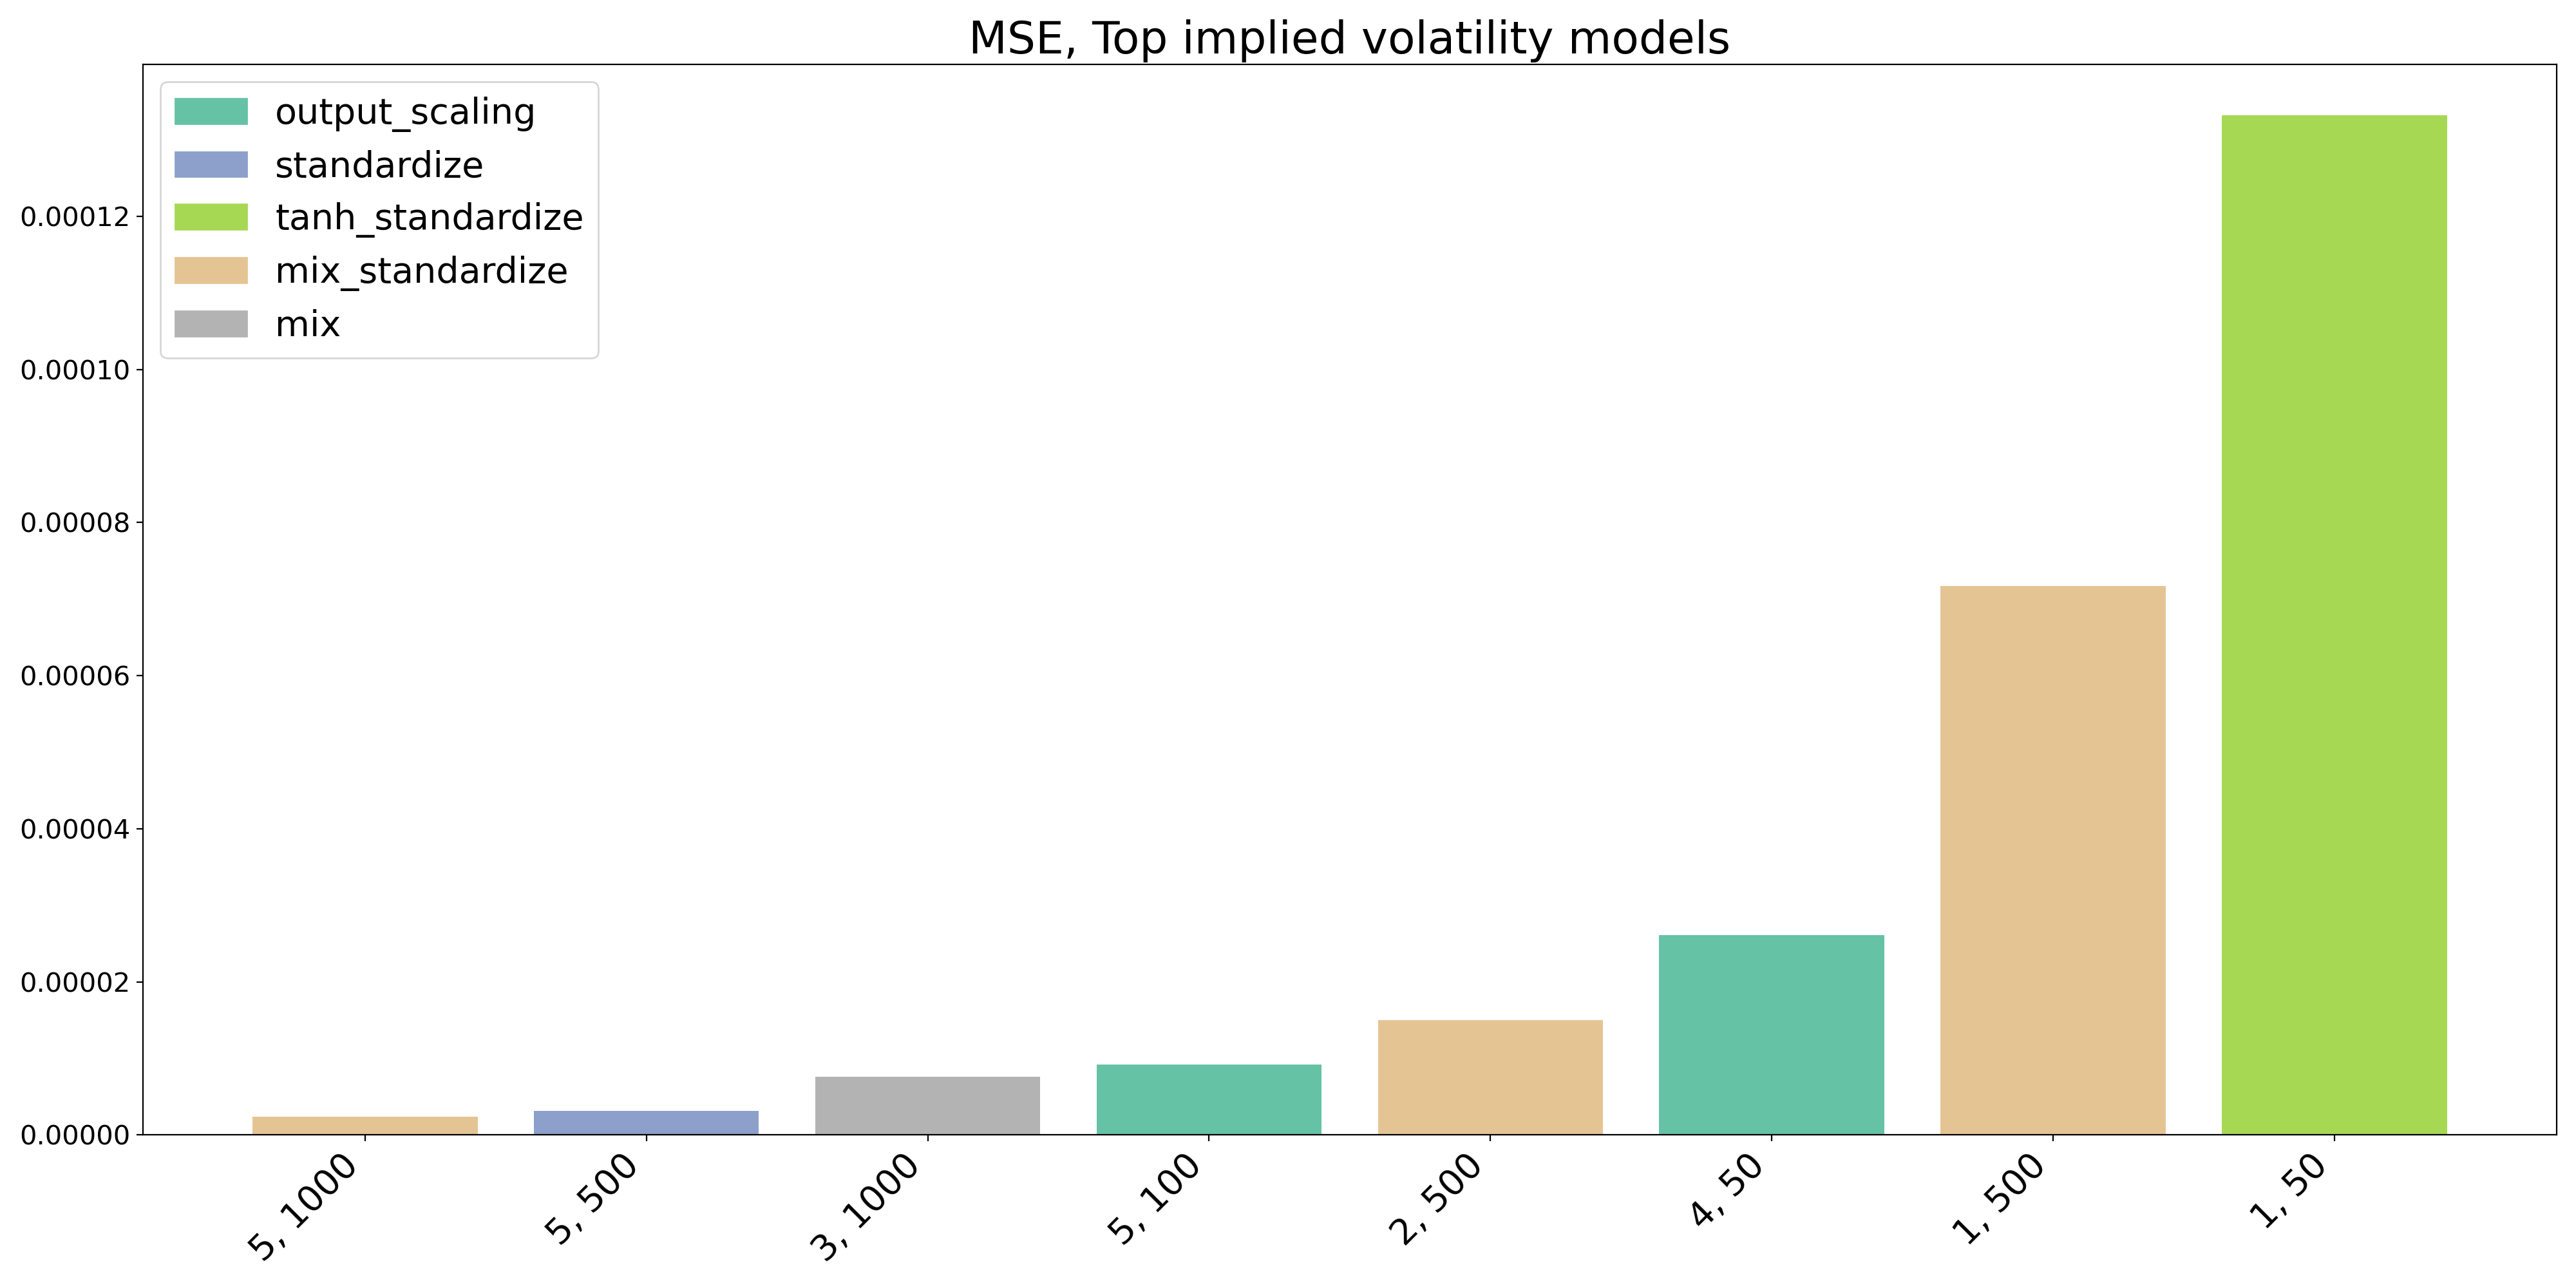 MSE, Top implied volatility models
output_scaling
standardize
tanh_standardize
mix_standardize
mix
0.00012
0.00010
0.00008
0.00006
0.00004
0.00002
0.00000
5, 1000
5, 500
3, 1000
5, 100
2, 500
4, 50
1, 500
1, 50